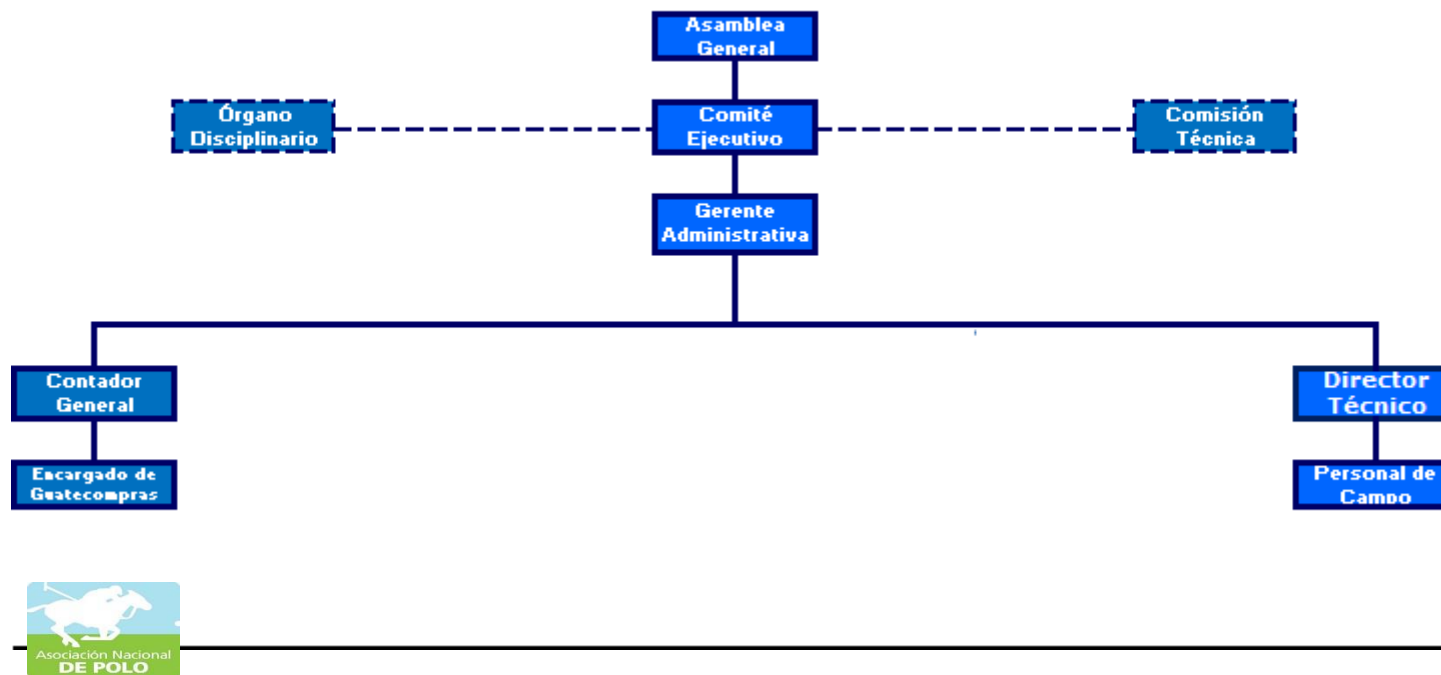 Asamblea
General
Órgano
Disciplinario
Comité
Ejecutivo
Comisión
Técnica
Gerente
Administrativa
Contador
General
Director
Técnico
Encargado de
Guatecompras
Personal de
Campo
Asociación Nacional
DE POLO